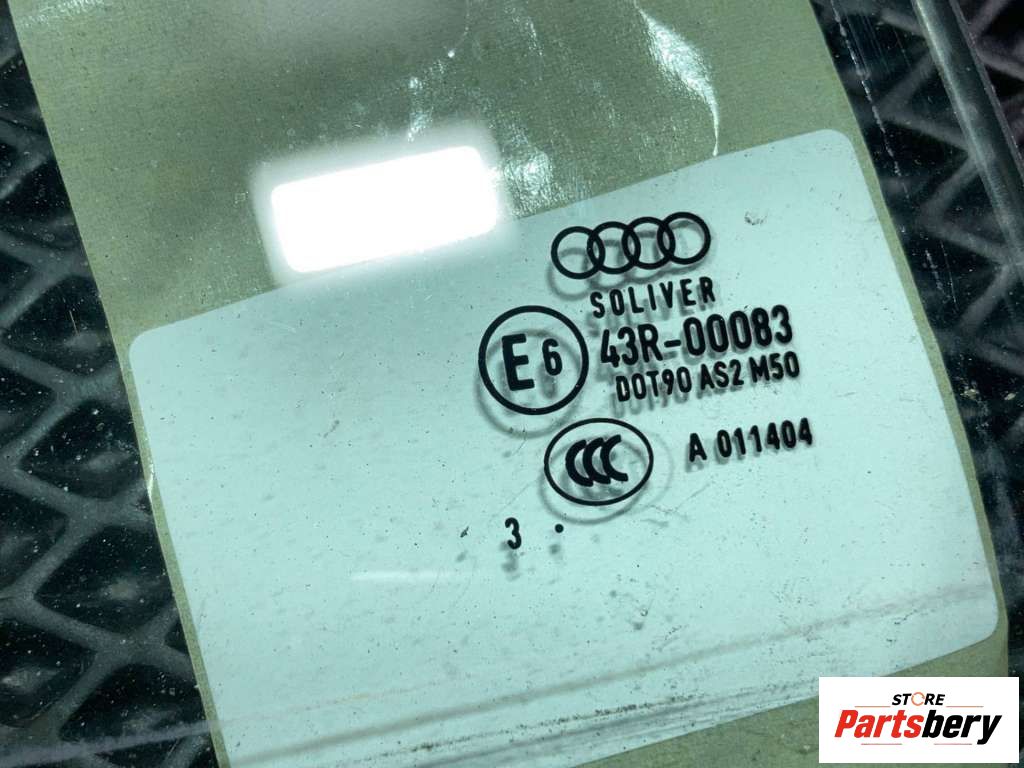 SOLIVER
E6
43R-00083
DOT90 AS2 M50
CCC
A 011404
3 .
STORE
Partsbery